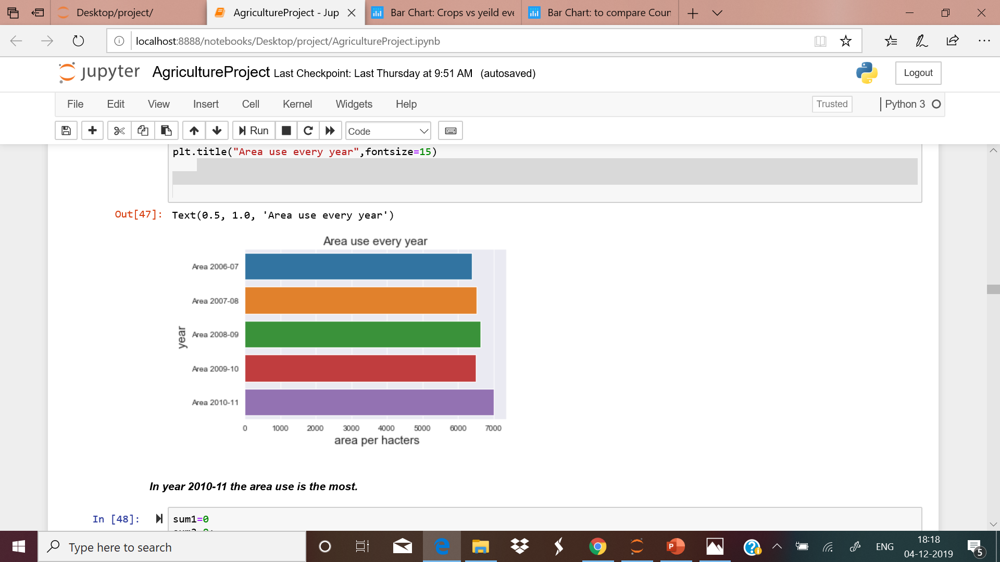 Desktop/project/
AgricultureProject - Jup
Bar Chart: Crops vs yeild eve
Bar Chart: to compare Coun
localhost:8888/notebooks/Desktop/project/AgricultureProject.ipynb
jupyter AgricultureProject Last Checkpoint: Last Thursday at 9:51 AM (autosaved)
Logout
File Edit View Insert Cell Kernel Widgets Help
Trusted
Python 3
Run
Code
plt.title("Area use every year",fontsize=15)
Out[47]: Text(0.5, 1.0, 'Area use every year')
Area use every year
Area 2006-07
Area 2007-08
Area 2008-09
Area 2009-10
Area 2010-11
year
0 1000 2000 3000 4000 5000 6000 7000
area per hacters
In year 2010-11 the area use is the most.
In [48]: sum1=0
Type here to search
P
ENG
18:18
04-12-2019
5